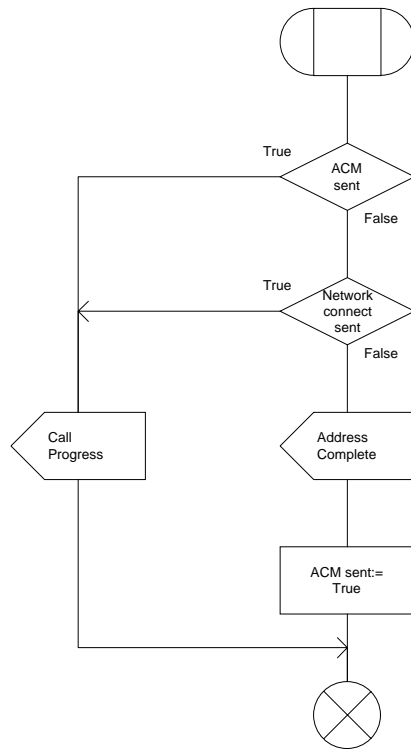 True
ACM
sent
False
True
Network
connect
sent
False
Call
Progress
Address
Complete
ACM sent:=
True